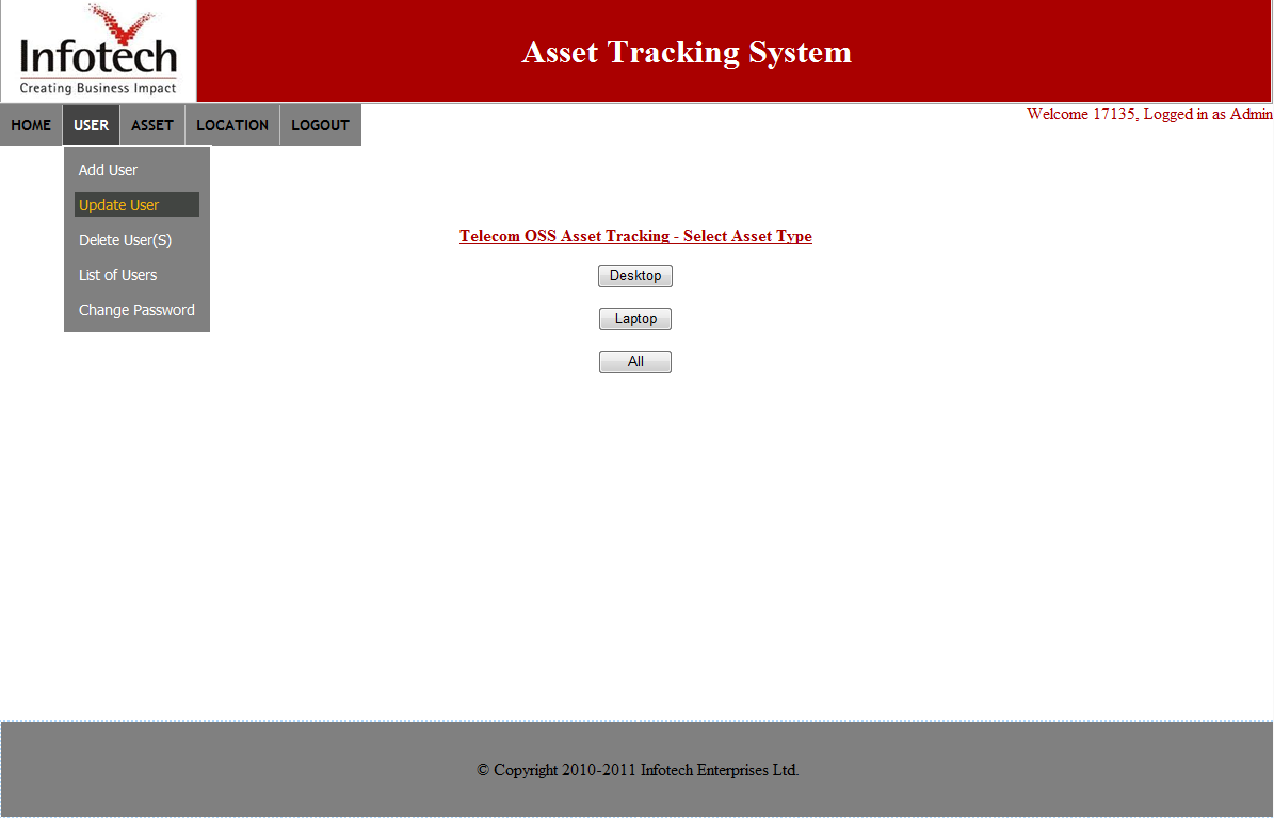 Infotech
Creating Business Impact
Asset Tracking System
HOME USER ASSET LOCATION LOGOUT
Welcome 17135, Logged in as Admin
Add User
Update User
Delete User(S)
List of Users
Change Password
Telecom OSS Asset Tracking - Select Asset Type
Desktop
Laptop
All
© Copyright 2010-2011 Infotech Enterprises Ltd.